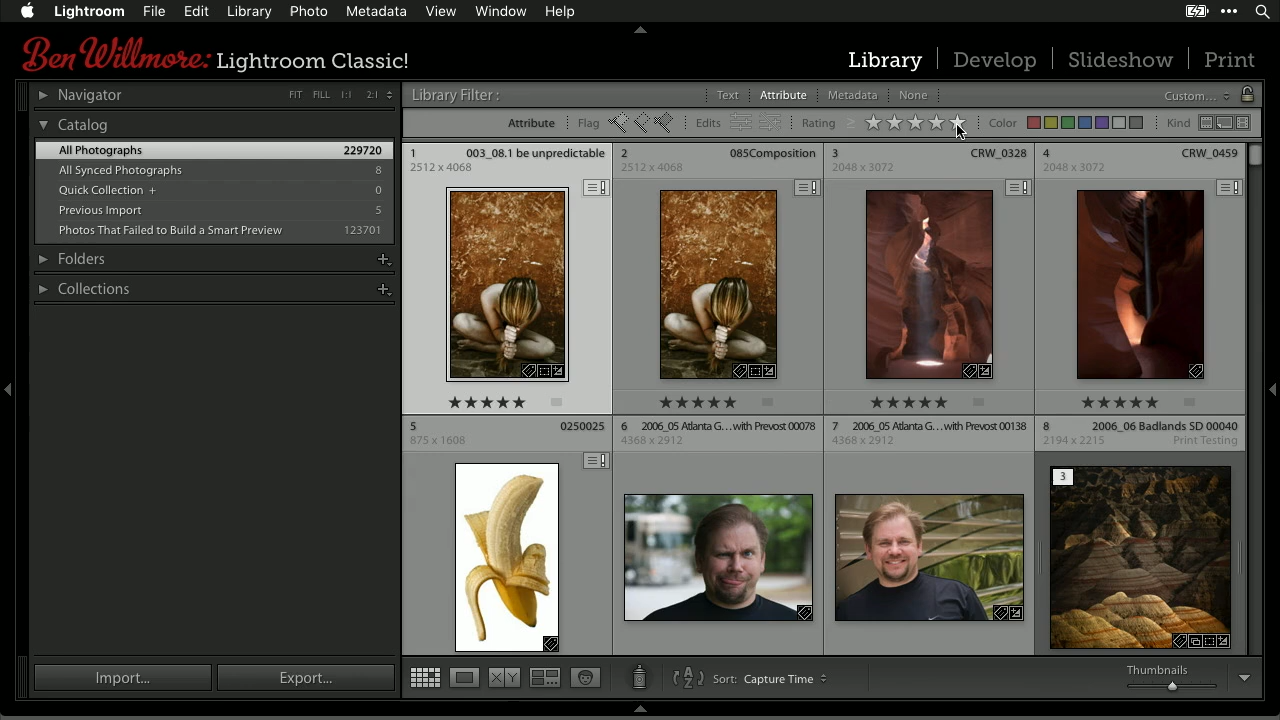 Lightroom File Edit Library Photo Metadata View Window Help
Ben Willmore: Lightroom Classic!
Library Develop Slideshow Print
Navigator FIT FILL 1:1 2:1
Library Filter : Text Attribute Metadata None Custom...
Catalog
Attribute Flag Edits Rating ≥ Color Kind
All Photographs 229720
All Synced Photographs 8
Quick Collection + 0
Previous Import 5
Photos That Failed to Build a Smart Preview 123701
Folders
Collections
1 003_08.1 be unpredictable
2512 x 4068
2 085Composition
2512 x 4068
3 CRW_0328
2048 x 3072
4 CRW_0459
2048 x 3072
5 0250025
875 x 1608
6 2006_05 Atlanta G...with Prevost 00078
4368 x 2912
7 2006_05 Atlanta G...with Prevost 00138
4368 x 2912
8 2006_06 Badlands SD 00040
2194 x 2215 Print Testing
3
Import... Export...
X Y
A Z
Sort: Capture Time
Thumbnails